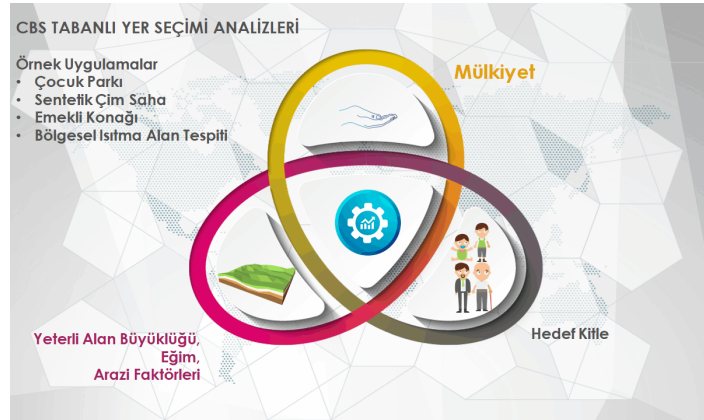 CBS TABANLI YER SEÇİMİ ANALİZLERİ
Örnek Uygulamalar
• Çocuk Parkı
• Sentetik Çim Saha
• Emekli Konağı
• Bölgesel Isıtma Alan Tespiti
Mülkiyet
Hedef Kitle
Yeterli Alan Büyüklüğü,
Eğim,
Arazi Faktörleri